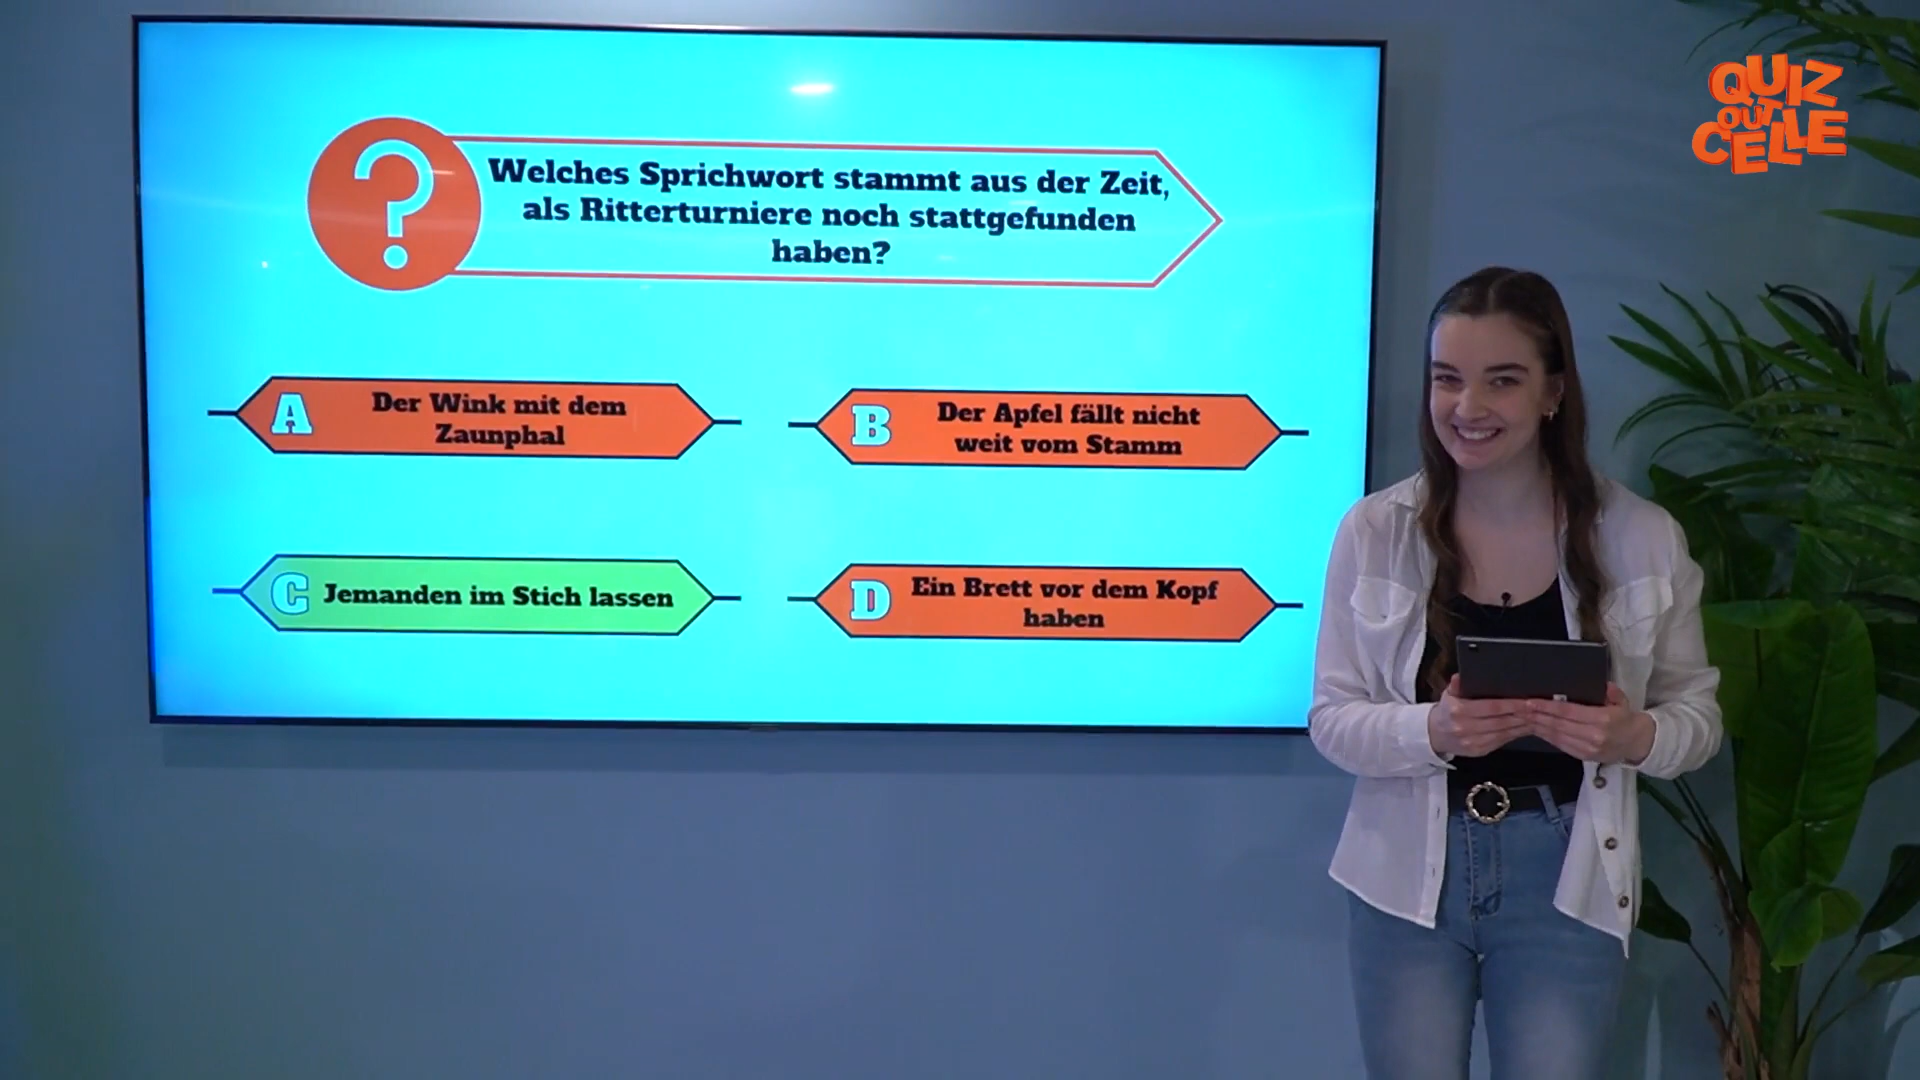 QUIZ
OUT
CELLE
Welches Sprichwort stammt aus der Zeit,
als Ritterturniere noch stattgefunden
haben?
A
Der Wink mit dem
Zaunphal
B
Der Apfel fällt nicht
weit vom Stamm
C
Jemanden im Stich lassen
D
Ein Brett vor dem Kopf
haben